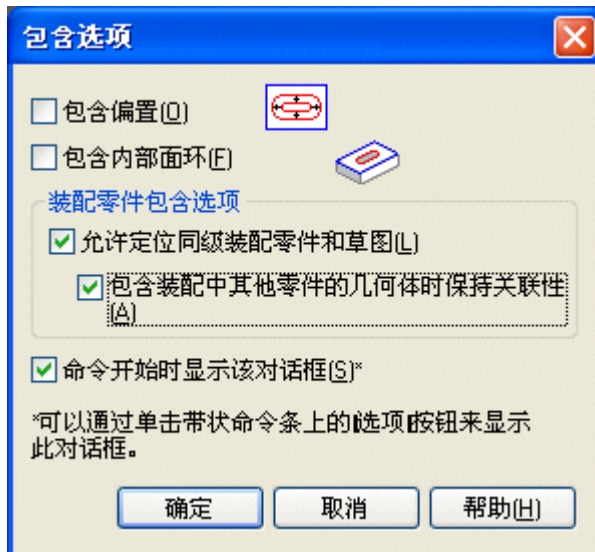 包含选项
包含偏置(O)
包含内部面环(F)
装配零件包含选项
允许定位同级装配零件和草图(L)
包含装配中其他零件的几何体时保持关联性
(A)
命令开始时显示该对话框(S)*
*可以通过单击带状命令条上的“选项”按钮来显示
此对话框。
确定
取消
帮助(H)